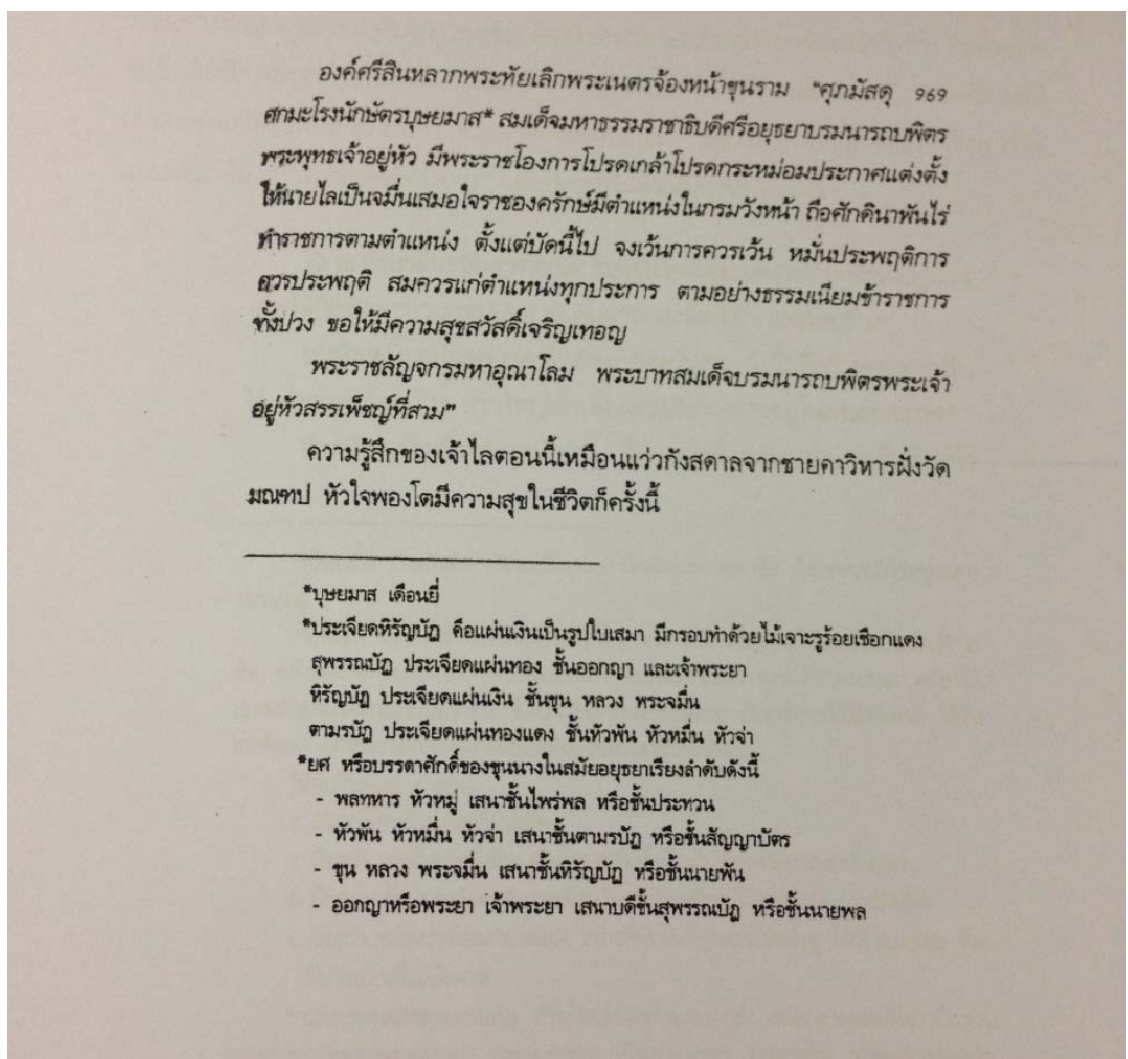 องค์ศรีสินหลากพระทัยเลิกพระเนตรจ้องหน้าขุนราม "ศุภมัสดุ ๑๖๑
ศกมะโรงนักษัตรบุษยมาส* สมเด็จมหาธรรมราชาธิบดีศรีอยุธยาบรมนารถบพิตร
พระพุทธเจ้าอยู่หัว มีพระราชโองการโปรดเกล้าโปรดกระหม่อมประกาศแต่งตั้ง
ให้นายไลเป็นจมื่นเสมอใจราชองครักษ์มีตำแหน่งในกรมวังหน้า ถือศักดินาพันไร่
ทำราชการตามตำแหน่ง ตั้งแต่บัดนี้ไป จงเว้นการควรเว้น หมั่นประพฤติการ
ควรประพฤติ สมควรแก่ตำแหน่งทุกประการ ตามอย่างธรรมเนียมข้าราชการ
ทั้งปวง ขอให้มีความสุขสวัสดิ์เจริญเทอญ
พระราชลัญจกรมหาอุณาโลม พระบาทสมเด็จบรมนารถบพิตรพระเจ้า
อยู่หัวสรรเพ็ชญ์ที่สาม"
ความรู้สึกของเจ้าไลตอนนี้เหมือนแว่วกังสดาลจากชายคาวิหารฝั่งวัด
มณฑป หัวใจพองโตมีความสุขในชีวิตก็ครั้งนี้
*บุษยมาส เดือนยี่
*ประเจียดหิรัญบัฏ คือแผ่นเงินเป็นรูปใบเสมา มีกรอบทำด้วยไม้เจาะรูร้อยเชือกแดง
สุพรรณบัฏ ประเจียดแผ่นทอง ชั้นออกญา และเจ้าพระยา
หิรัญบัฏ ประเจียดแผ่นเงิน ชั้นขุน หลวง พระจมื่น
ตามรบัฏ ประเจียดแผ่นทองแดง ชั้นหัวพัน หัวหมื่น หัวจ่า
*ยศ หรือบรรดาศักดิ์ของขุนนางในสมัยอยุธยาเรียงลำดับดังนี้
- พลทหาร หัวหมู่ เสนาชั้นไพร่พล หรือชั้นประทวน
- หัวพัน หัวหมื่น หัวจ่า เสนาชั้นตามรบัฏ หรือชั้นสัญญาบัตร
- ขุน หลวง พระจมื่น เสนาชั้นหิรัญบัฏ หรือชั้นนายพัน
- ออกญาหรือพระยา เจ้าพระยา เสนาบดีชั้นสุพรรณบัฏ หรือชั้นนายพล